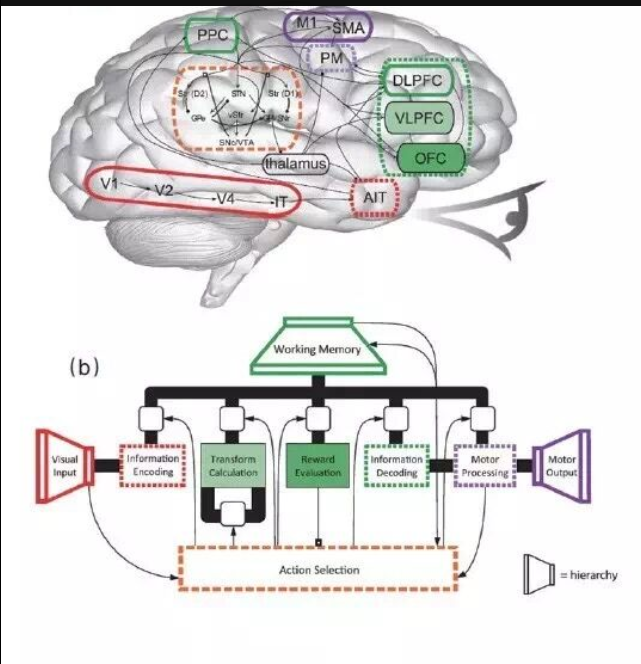 PPC
M1
SMA
PM
DLPFC
VLPFC
OFC
Str (D2)
STN
Str (D1)
GPe
vStr
SNc/VTA
thalamus
V1
V2
V4
IT
AIT
(b)
Working Memory
Visual
Input
Information
Encoding
Transform
Calculation
Reward
Evaluation
Information
Decoding
Motor
Processing
Motor
Output
Action Selection
= hierarchy